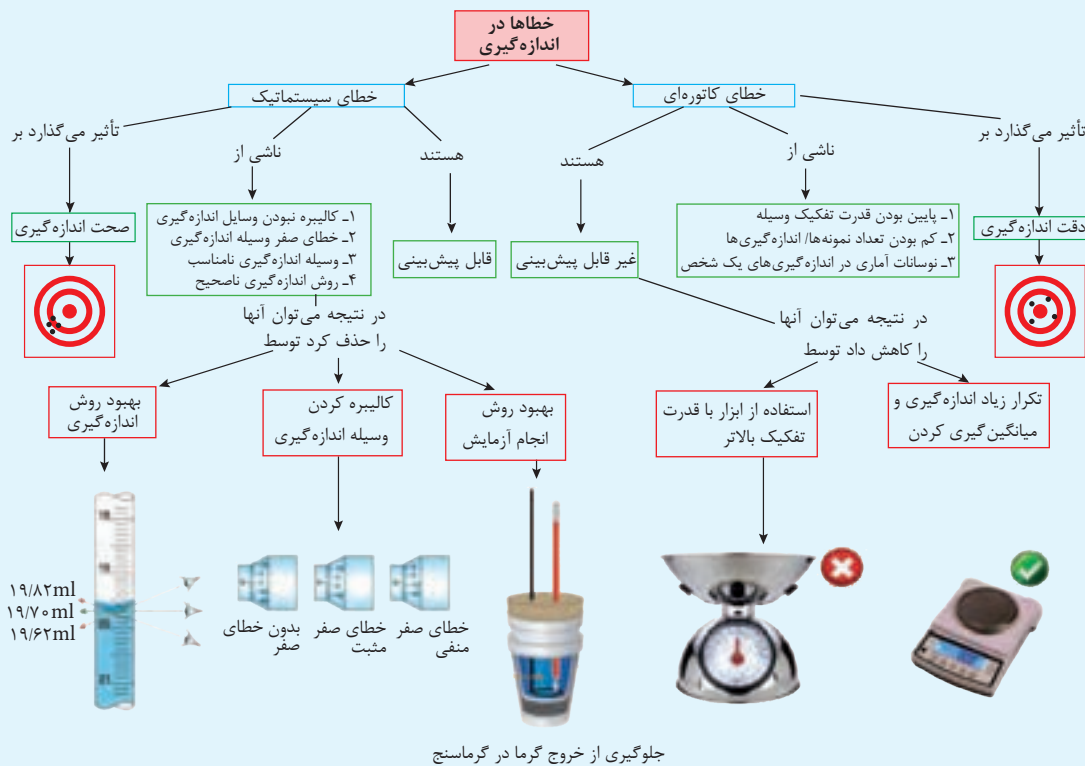 خطاها در
اندازه‌گیری
خطای کاتوره‌ای
خطای سیستماتیک
تأثیر می‌گذارد بر
ناشی از
هستند
هستند
ناشی از
تأثیر می‌گذارد بر
دقت اندازه‌گیری
۱ـ پایین بودن قدرت تفکیک وسیله
۲ـ کم بودن تعداد نمونه‌ها/ اندازه‌گیری‌ها
۳ـ نوسانات آماری در اندازه‌گیری‌های یک شخص
غیر قابل پیش‌بینی
قابل پیش‌بینی
۱ـ کالیبره نبودن وسایل اندازه‌گیری
۲ـ خطای صفر وسیله اندازه‌گیری
۳ـ وسیله اندازه‌گیری نامناسب
۴ـ روش اندازه‌گیری ناصحیح
صحت اندازه‌گیری
در نتیجه می‌توان آنها
را کاهش داد توسط
در نتیجه می‌توان آنها
را حذف کرد توسط
تکرار زیاد اندازه‌گیری و
میانگین‌گیری کردن
استفاده از ابزار با قدرت
تفکیک بالاتر
بهبود روش
انجام آزمایش
کالیبره کردن
وسیله اندازه‌گیری
بهبود روش
اندازه‌گیری
۱۹/۸۲ml
۱۹/۷۰ml
۱۹/۶۲ml
خطای صفر
منفی
خطای صفر
مثبت
بدون خطای
صفر
جلوگیری از خروج گرما در گرماسنج